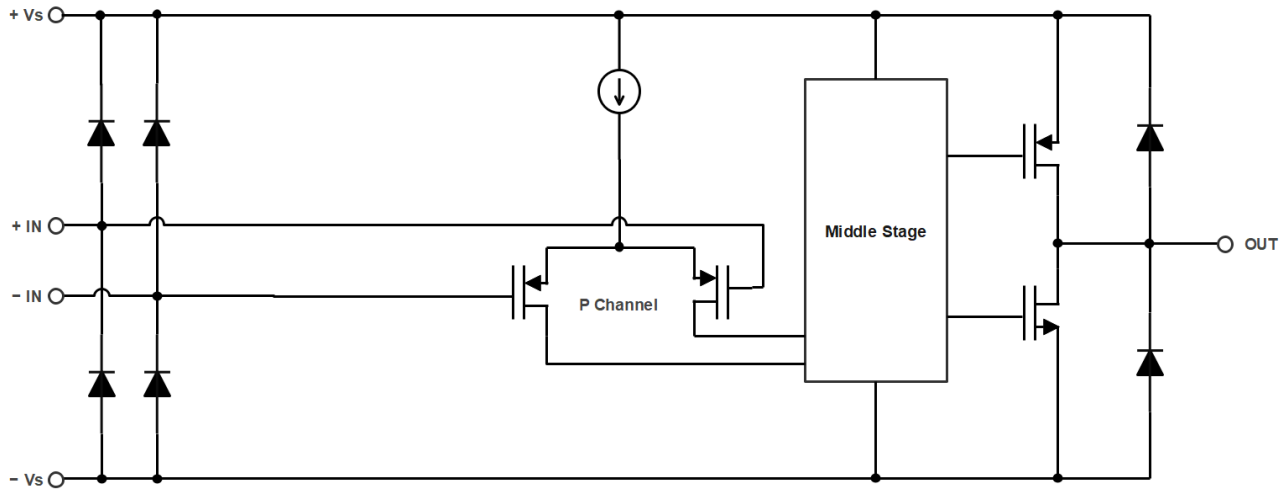 + Vs
+ IN
Middle Stage
OUT
− IN
P Channel
− Vs